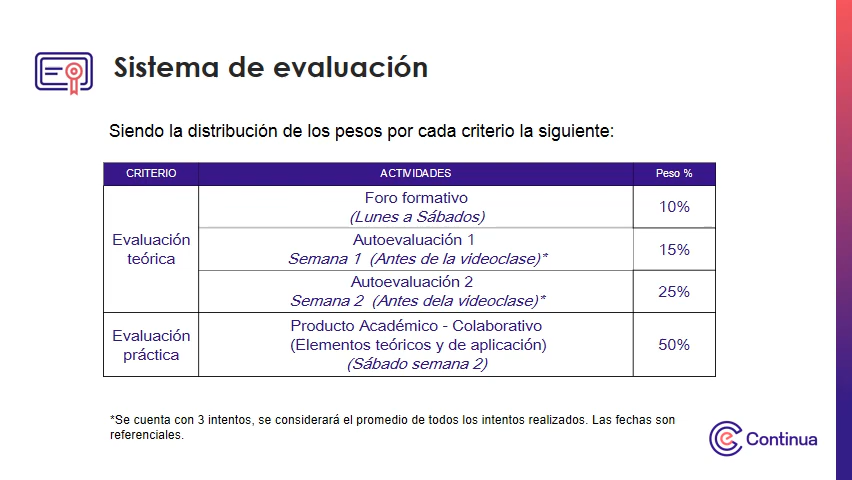 Sistema de evaluación
Siendo la distribución de los pesos por cada criterio la siguiente:
CRITERIO ACTIVIDADES Peso %
Evaluación teórica
Foro formativo
(Lunes a Sábados)
10%
Autoevaluación 1
Semana 1 (Antes de la videoclase)*
15%
Autoevaluación 2
Semana 2 (Antes dela videoclase)*
25%
Evaluación práctica
Producto Académico - Colaborativo
(Elementos teóricos y de aplicación)
(Sábado semana 2)
50%
*Se cuenta con 3 intentos, se considerará el promedio de todos los intentos realizados. Las fechas son
referenciales.
e Continua